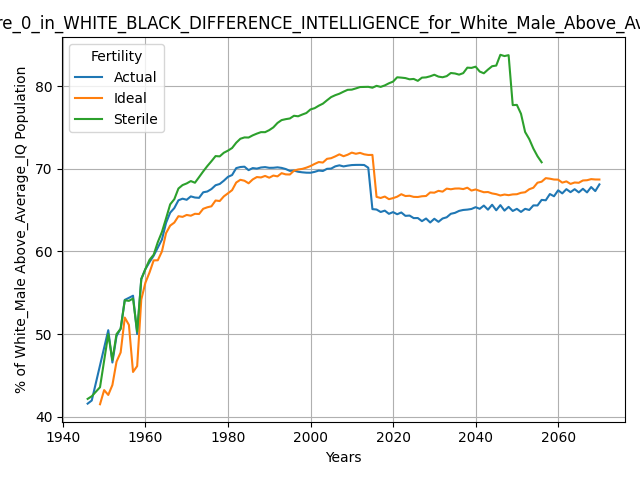 re_0_in_WHITE_BLACK_DIFFERENCE_INTELLIGENCE_for_White_Male_Above_Av
Fertility
Actual
Ideal
Sterile
% of White_Male Above_Average_IQ Population
80
70
60
50
40
1940 1960 1980 2000 2020 2040 2060
Years